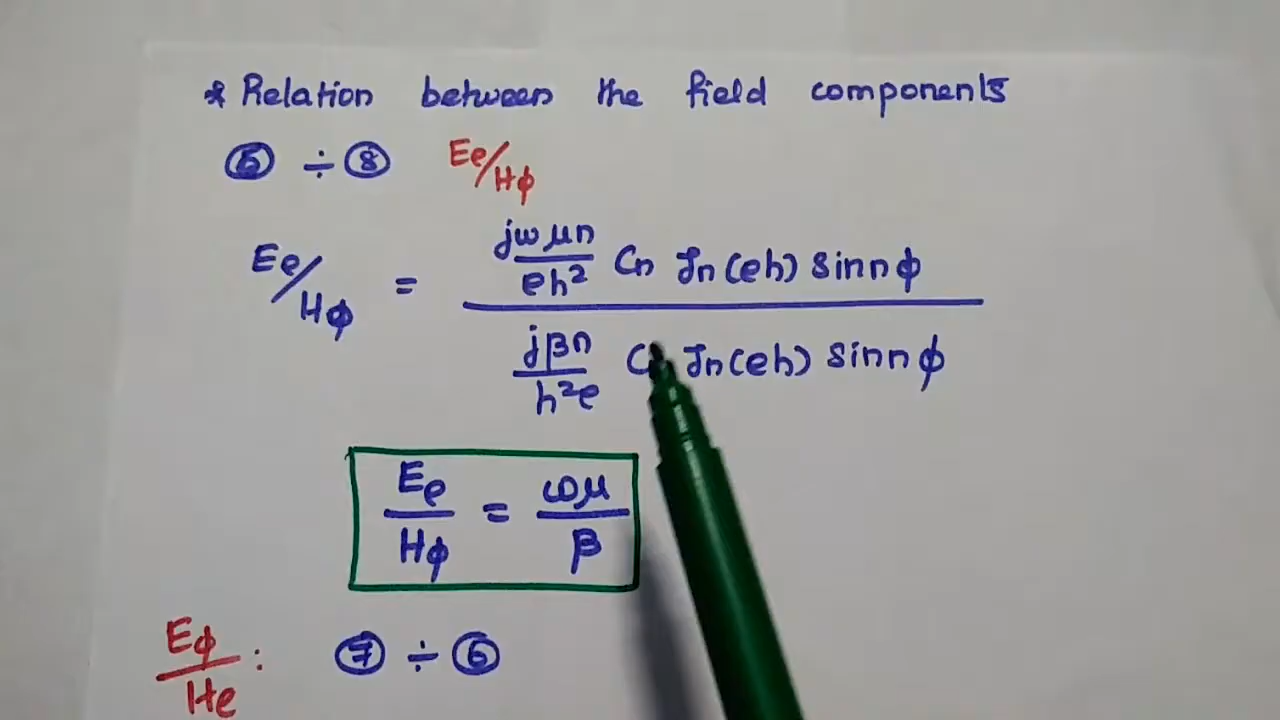 * Relation between the field components
⑤ ÷ ⑧ Eρ/Hϕ
Eρ/Hϕ = (jωμn / ρh²) Cn Jn(ρh) sin nϕ
(jβn / h²ρ) Cn Jn(ρh) sin nϕ
Eρ / Hϕ = ωμ / β
Eϕ / Hρ : ⑦ ÷ ⑥